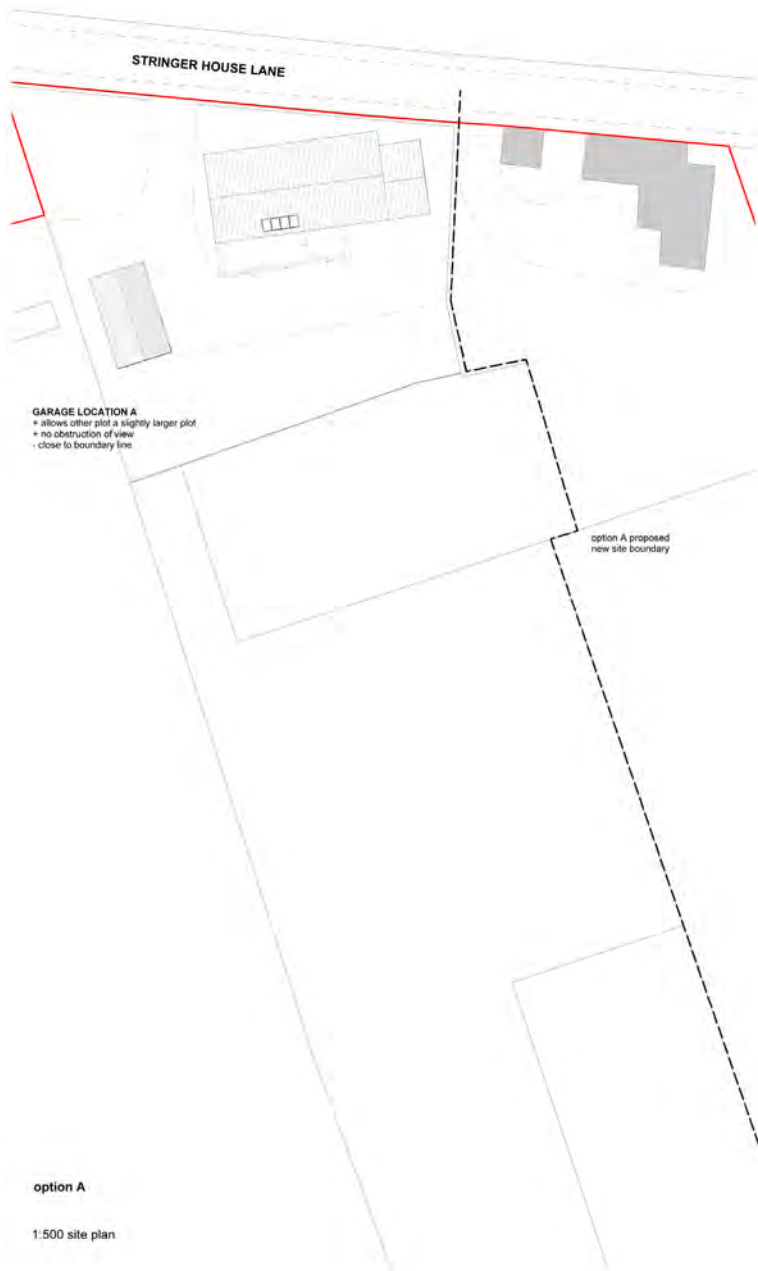 STRINGER HOUSE LANE
GARAGE LOCATION A
+ allows other plot a slightly larger plot
+ no obstruction of view
- close to boundary line
option A proposed
new site boundary
option A
1:500 site plan